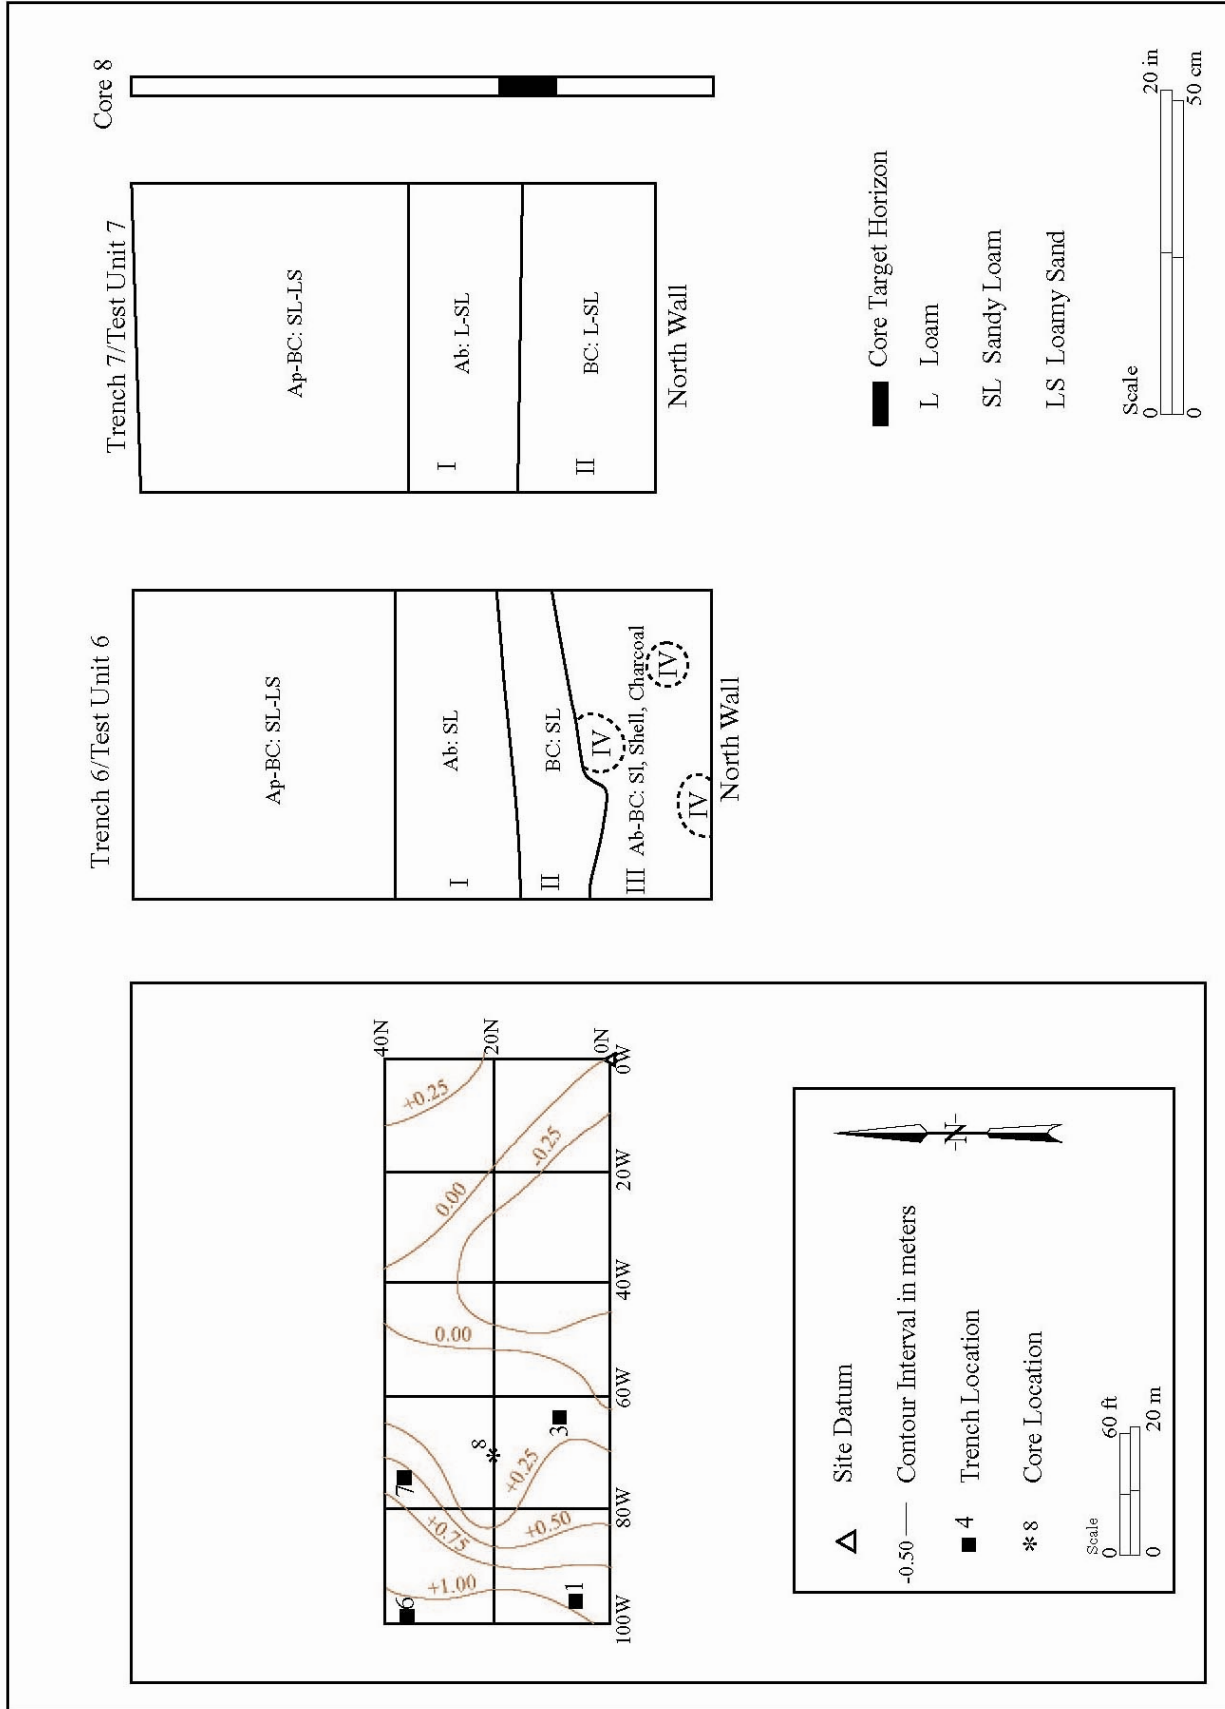 Trench 6/Test Unit 6
Ap-BC: SL-LS
I
Ab: SL
II
BC: SL
IV
III
Ab-BC: Sl, Shell, Charcoal
IV
IV
North Wall
Trench 7/Test Unit 7
Ap-BC: SL-LS
I
Ab: L-SL
II
BC: L-SL
North Wall
Core 8
40N
20N
0N
100W
80W
60W
40W
20W
0W
6
+1.00
1
+0.75
+0.50
7
+0.25
8
3
0.00
0.00
-0.25
+0.25
Site Datum
-0.50
Contour Interval in meters
4
Trench Location
8
Core Location
-N-
Scale
0
60 ft
0
20 m
Core Target Horizon
L Loam
SL Sandy Loam
LS Loamy Sand
Scale
0
20 in
0
50 cm